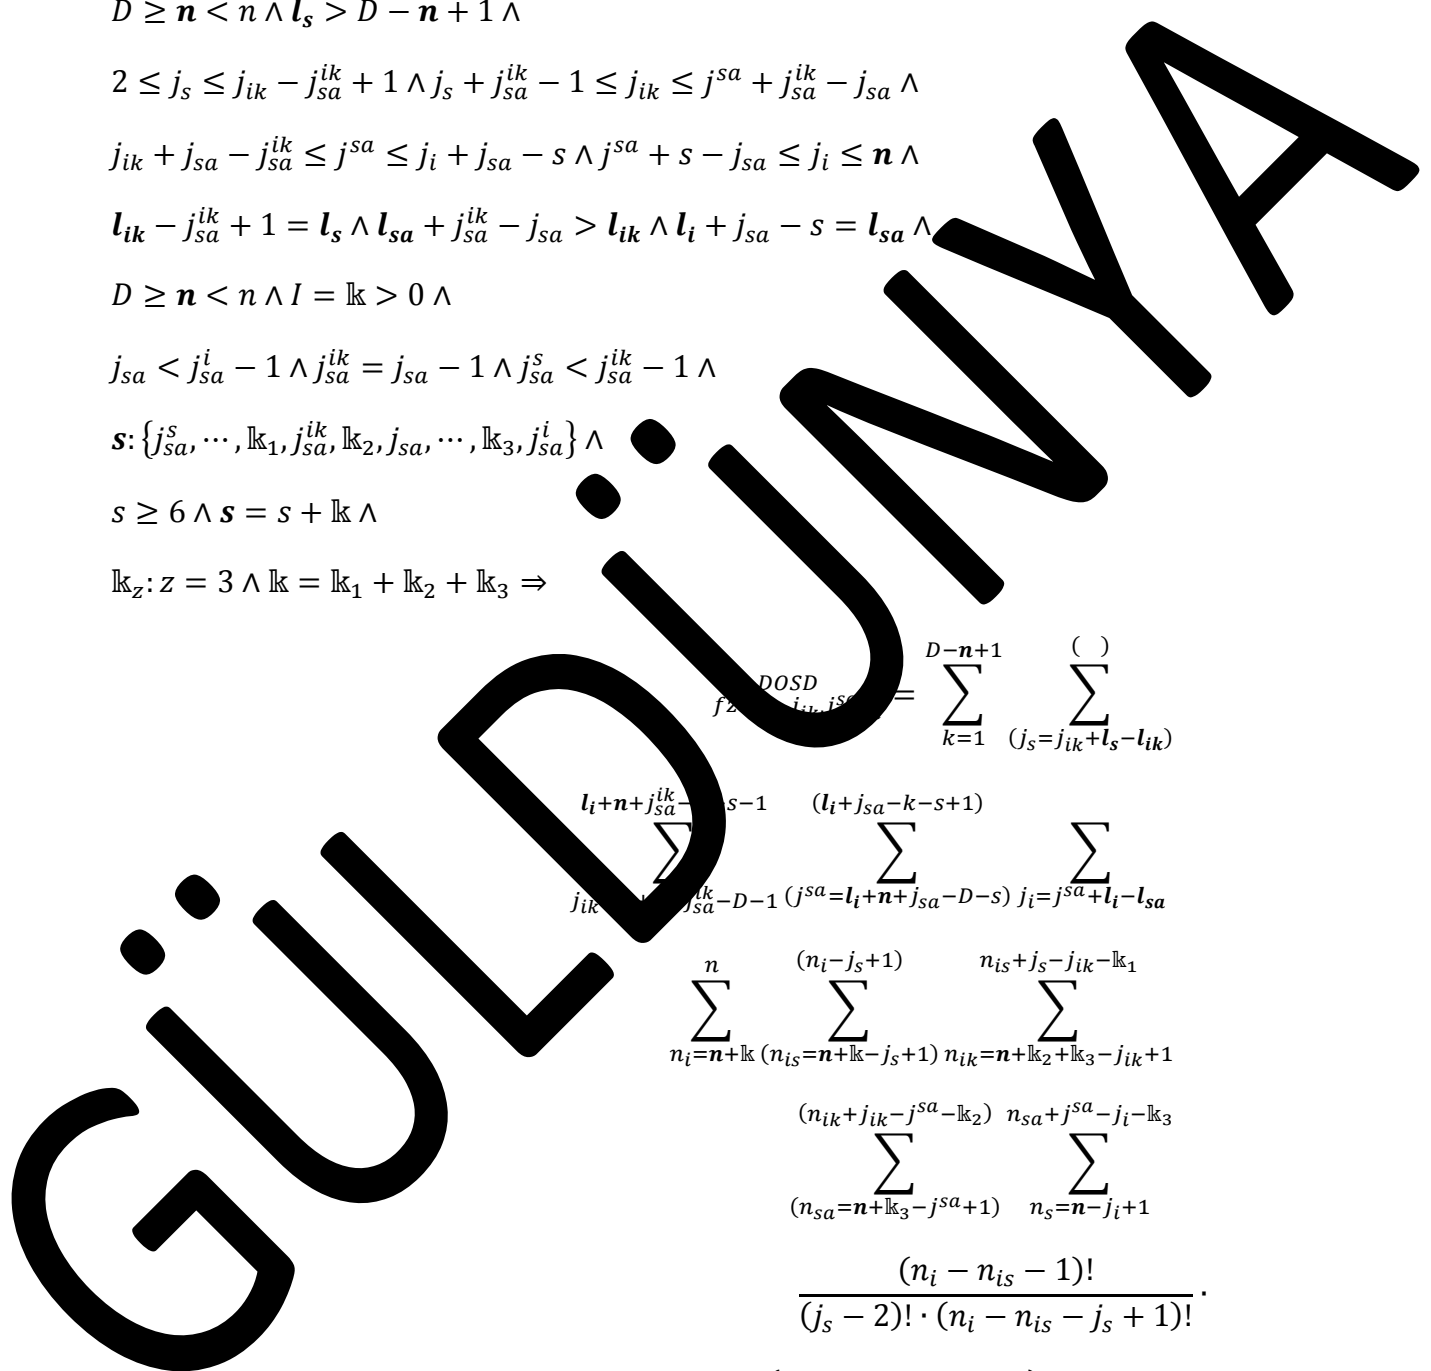 D ≥ n < n ∧ l_s > D − n + 1 ∧
2 ≤ j_s ≤ j_{ik} − j_{sa}^{ik} + 1 ∧ j_s + j_{sa}^{ik} − 1 ≤ j_{ik} ≤ j^{sa} + j_{sa}^{ik} − j_{sa} ∧
j_{ik} + j_{sa} − j_{sa}^{ik} ≤ j^{sa} ≤ j_i + j_{sa} − s ∧ j^{sa} + s − j_{sa} ≤ j_i ≤ n ∧
l_{ik} − j_{sa}^{ik} + 1 = l_s ∧ l_{sa} + j_{sa}^{ik} − j_{sa} > l_{ik} ∧ l_i + j_{sa} − s = l_{sa} ∧
D ≥ n < n ∧ I = 𝕜 > 0 ∧
j_{sa} < j_{sa}^i − 1 ∧ j_{sa}^{ik} = j_{sa} − 1 ∧ j_{sa}^s < j_{sa}^{ik} − 1 ∧
s: {j_{sa}^s, ⋯, 𝕜_1, j_{sa}^{ik}, 𝕜_2, j_{sa}, ⋯, 𝕜_3, j_{sa}^i} ∧
s ≥ 6 ∧ s = s + 𝕜 ∧
𝕜_z: z = 3 ∧ 𝕜 = 𝕜_1 + 𝕜_2 + 𝕜_3 ⇒
DOSD = ∑_{k=1}^{D−n+1} ∑_{(j_s=j_{ik}+l_s−l_{ik})}^{( )}
∑ ∑_{(j^{sa}=l_i+n+j_{sa}−D−s)}^{(l_i+j_{sa}−k−s+1)} ∑_{j_i=j^{sa}+l_i−l_{sa}}
∑_{n_i=n+𝕜}^{n} ∑_{(n_{is}=n+𝕜−j_s+1)}^{(n_i−j_s+1)} ∑_{n_{ik}=n+𝕜_2+𝕜_3−j_{ik}+1}^{n_{is}+j_s−j_{ik}−𝕜_1}
∑_{(n_{sa}=n+𝕜_3−j^{sa}+1)}^{(n_{ik}+j_{ik}−j^{sa}−𝕜_2)} ∑_{n_s=n−j_i+1}^{n_{sa}+j^{sa}−j_i−𝕜_3}
(n_i − n_{is} − 1)!
(j_s − 2)! · (n_i − n_{is} − j_s + 1)! ·
GÜLDÜNYA